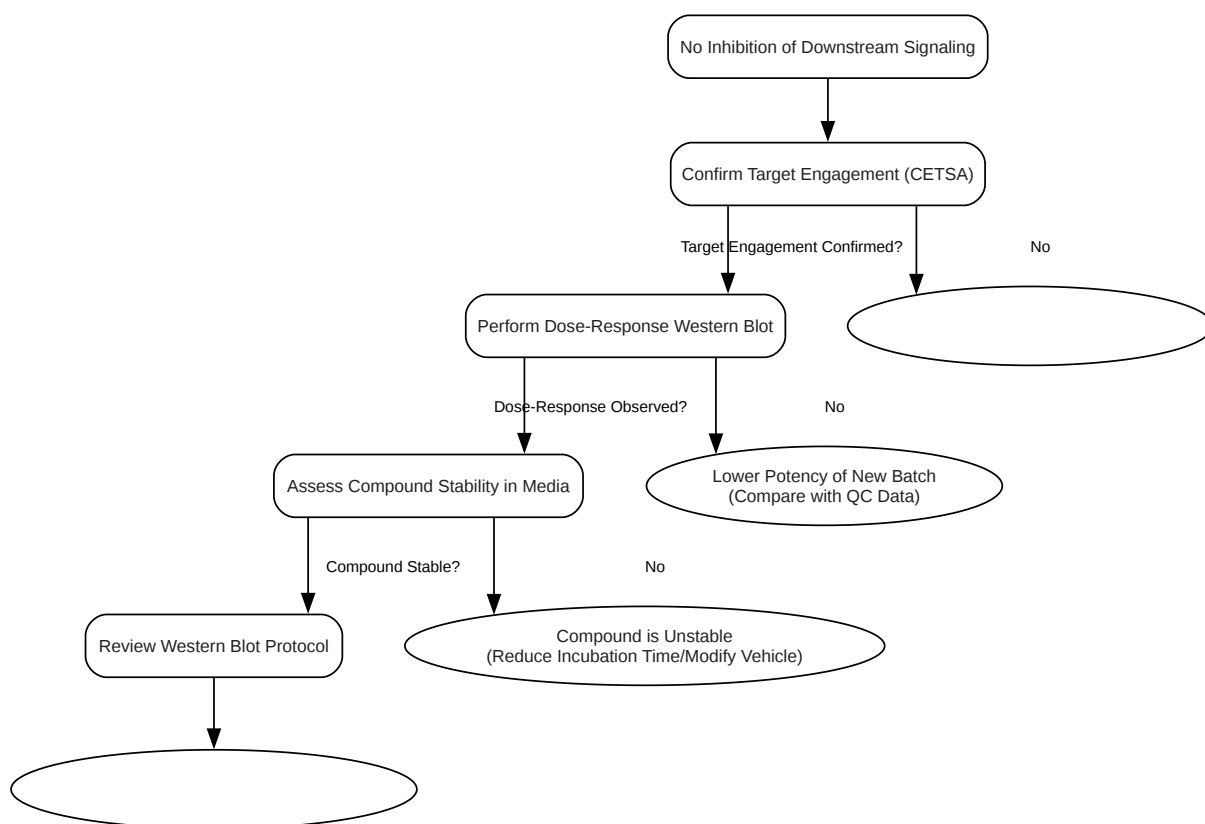 No Inhibition of Downstream Signaling
Confirm Target Engagement (CETSA)
Target Engagement Confirmed?
No
Perform Dose-Response Western Blot
Dose-Response Observed?
No
Assess Compound Stability in Media
Lower Potency of New Batch
(Compare with QC Data)
Compound Stable?
No
Review Western Blot Protocol
Compound is Unstable
(Reduce Incubation Time/Modify Vehicle)